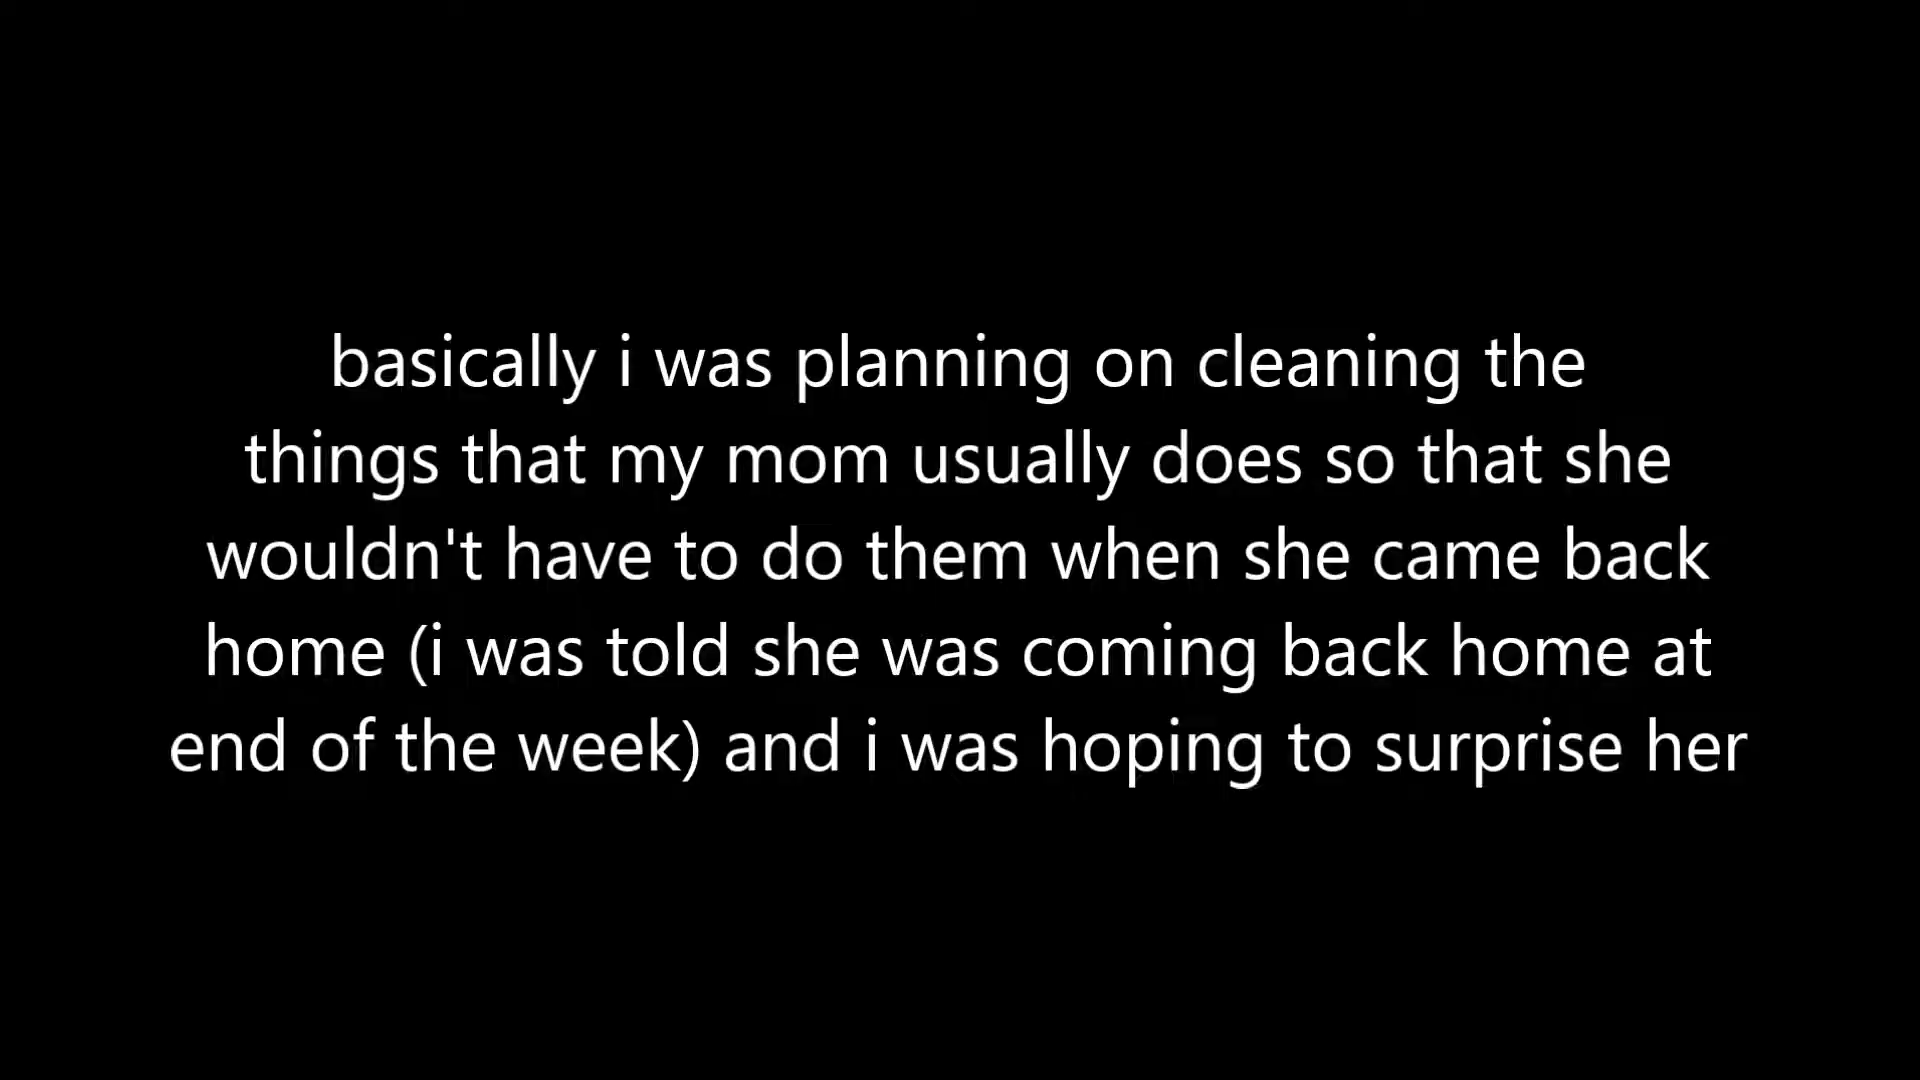 basically i was planning on cleaning the
things that my mom usually does so that she
wouldn't have to do them when she came back
home (i was told she was coming back home at
end of the week) and i was hoping to surprise her